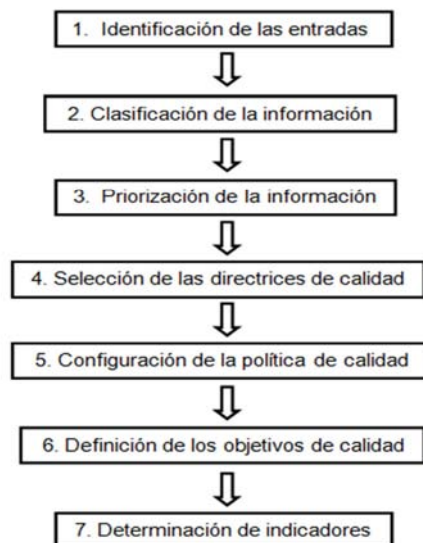 1. Identificación de las entradas
2. Clasificación de la información
3. Priorización de la información
4. Selección de las directrices de calidad
5. Configuración de la política de calidad
6. Definición de los objetivos de calidad
7. Determinación de indicadores